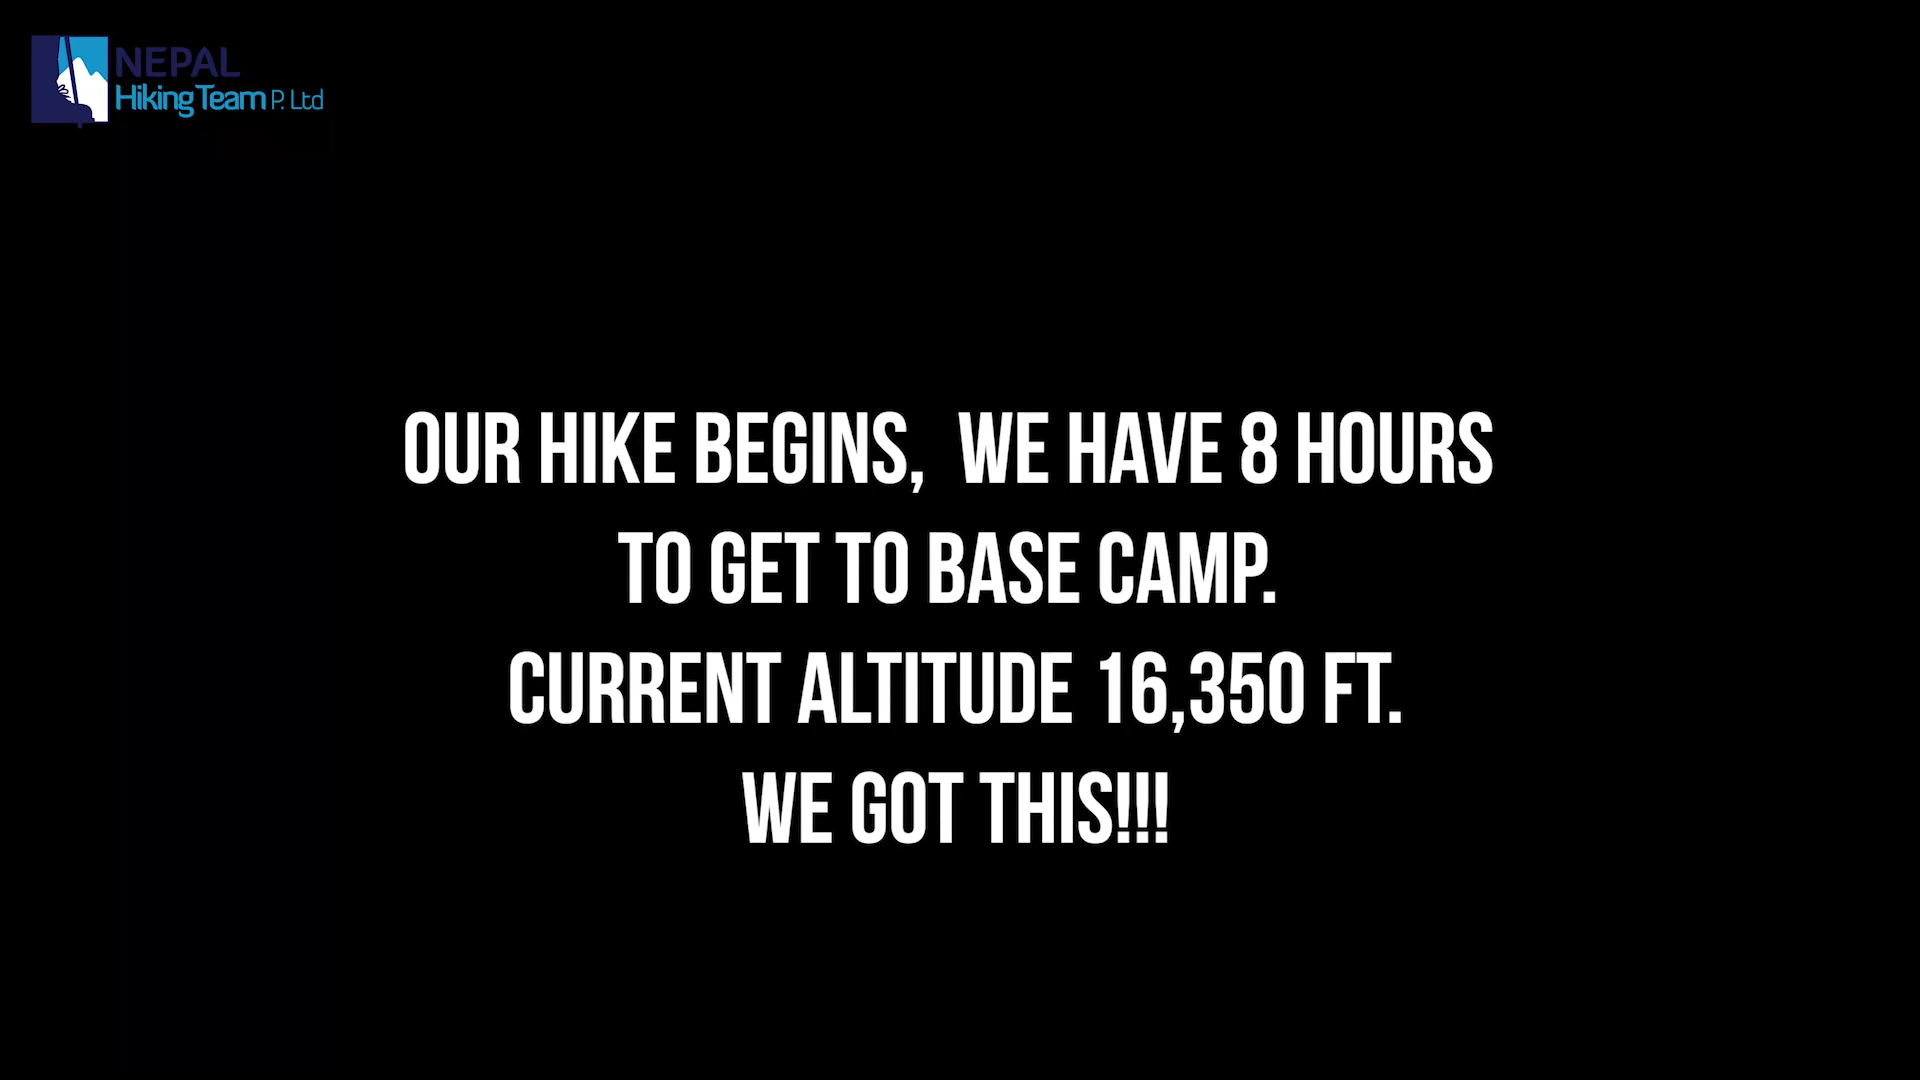 NEPAL
Hiking Team P. Ltd
OUR HIKE BEGINS,  WE HAVE 8 HOURS
TO GET TO BASE CAMP.
CURRENT ALTITUDE 16,350 FT.
WE GOT THIS!!!